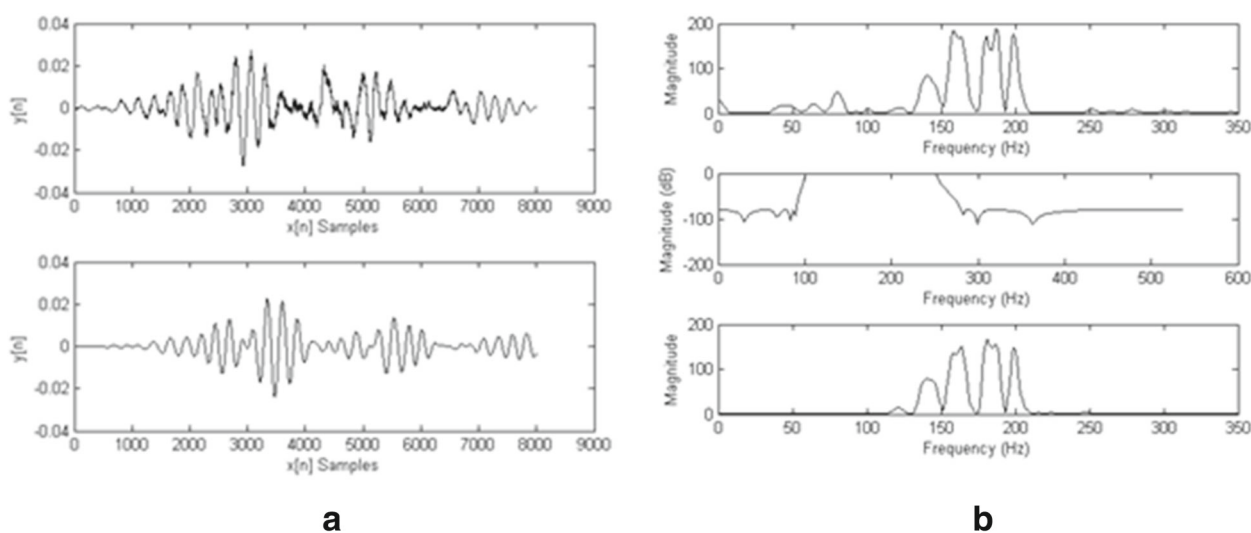 0.04
0.02
0
-0.02
-0.04
y[n]
0 1000 2000 3000 4000 5000 6000 7000 8000 9000
x[n] Samples
0.04
0.02
0
-0.02
-0.04
y[n]
0 1000 2000 3000 4000 5000 6000 7000 8000 9000
x[n] Samples
a
200
100
0
Magnitude
0 50 100 150 200 250 300 350
Frequency (Hz)
0
-100
-200
Magnitude (dB)
0 100 200 300 400 500 600
Frequency (Hz)
200
100
0
Magnitude
0 50 100 150 200 250 300 350
Frequency (Hz)
b